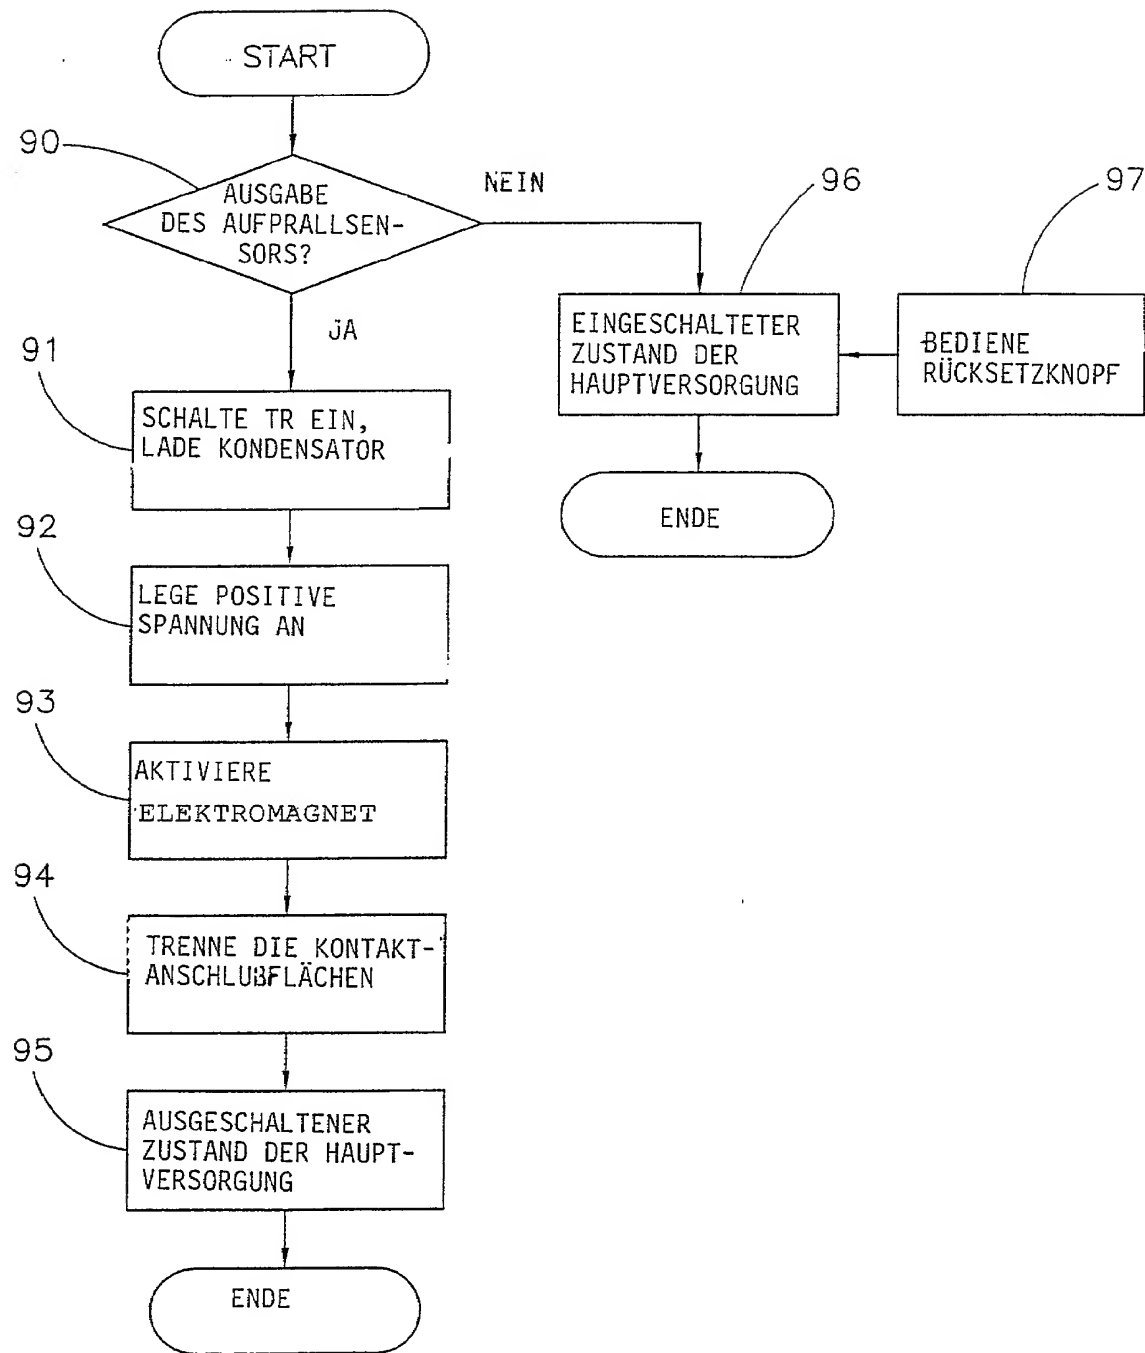 START
90
AUSGABE
DES AUFPRALLSEN-
SORS?
NEIN
JA
96
97
EINGESCHALTETER
ZUSTAND DER
HAUPTVERSORGUNG
BEDIENE
RÜCKSETZKNOPF
ENDE
91
SCHALTE TR EIN,
LADE KONDENSATOR
92
LEGE POSITIVE
SPANNUNG AN
93
AKTIVIERE
ELEKTROMAGNET
94
TRENNE DIE KONTAKT-
ANSCHLUßFLÄCHEN
95
AUSGESCHALTENER
ZUSTAND DER HAUPT-
VERSORGUNG
ENDE